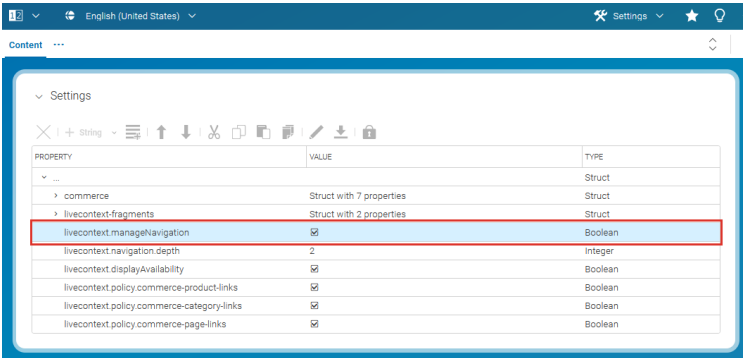 12 English (United States) Settings
Content ...
Settings
+ String
PROPERTY VALUE TYPE
... Struct
commerce Struct with 7 properties Struct
livecontext-fragments Struct with 2 properties Struct
livecontext.manageNavigation Boolean
livecontext.navigation.depth 2 Integer
livecontext.displayAvailability Boolean
livecontext.policy.commerce-product-links Boolean
livecontext.policy.commerce-category-links Boolean
livecontext.policy.commerce-page-links Boolean